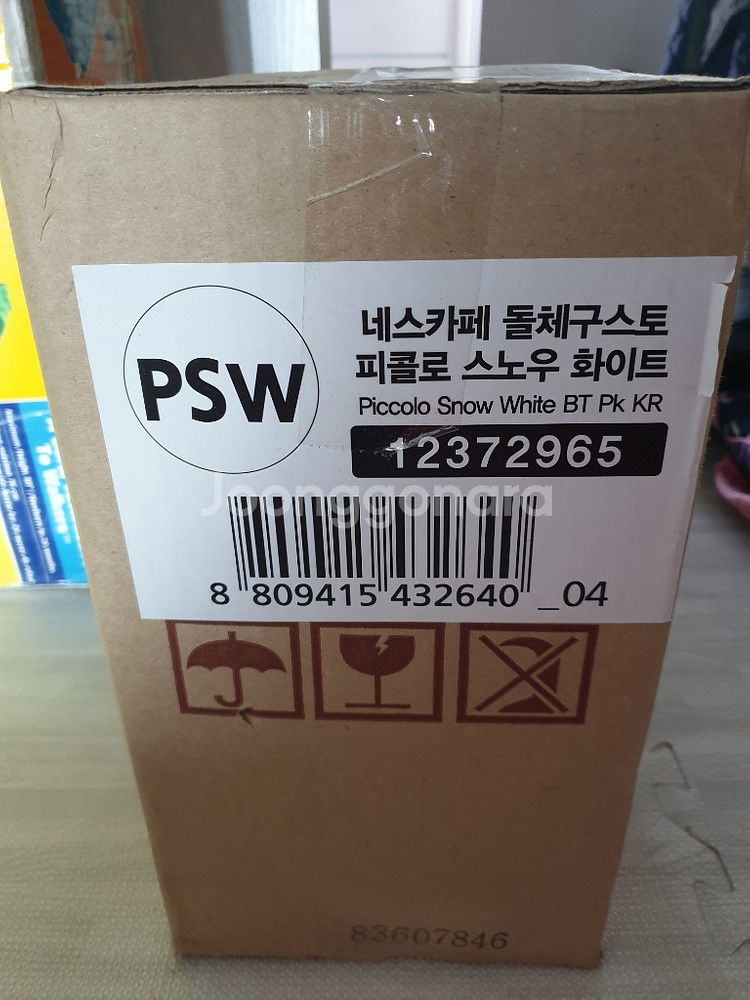 PSW
네스카페 돌체구스토
피콜로 스노우 화이트
Piccolo Snow White BT Pk KR
12372965
Joonggonara
8 809415 432640 _04
83607846